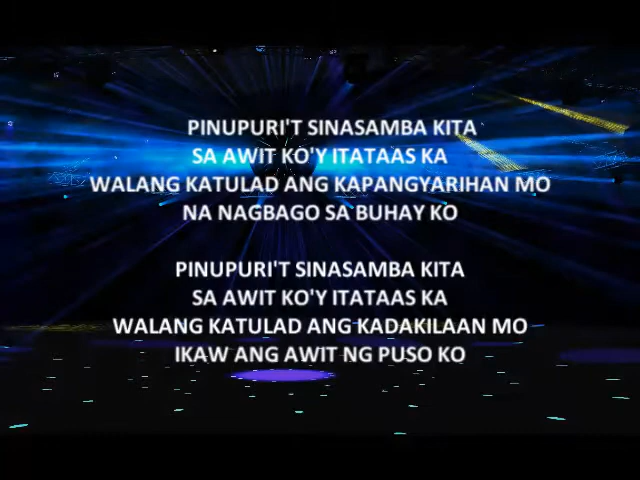 PINUPURI'T SINASAMBA KITA
SA AWIT KO'Y ITATAAS KA
WALANG KATULAD ANG KAPANGYARIHAN MO
NA NAGBAGO SA BUHAY KO
PINUPURI'T SINASAMBA KITA
SA AWIT KO'Y ITATAAS KA
WALANG KATULAD ANG KADAKILAAN MO
IKAW ANG AWIT NG PUSO KO